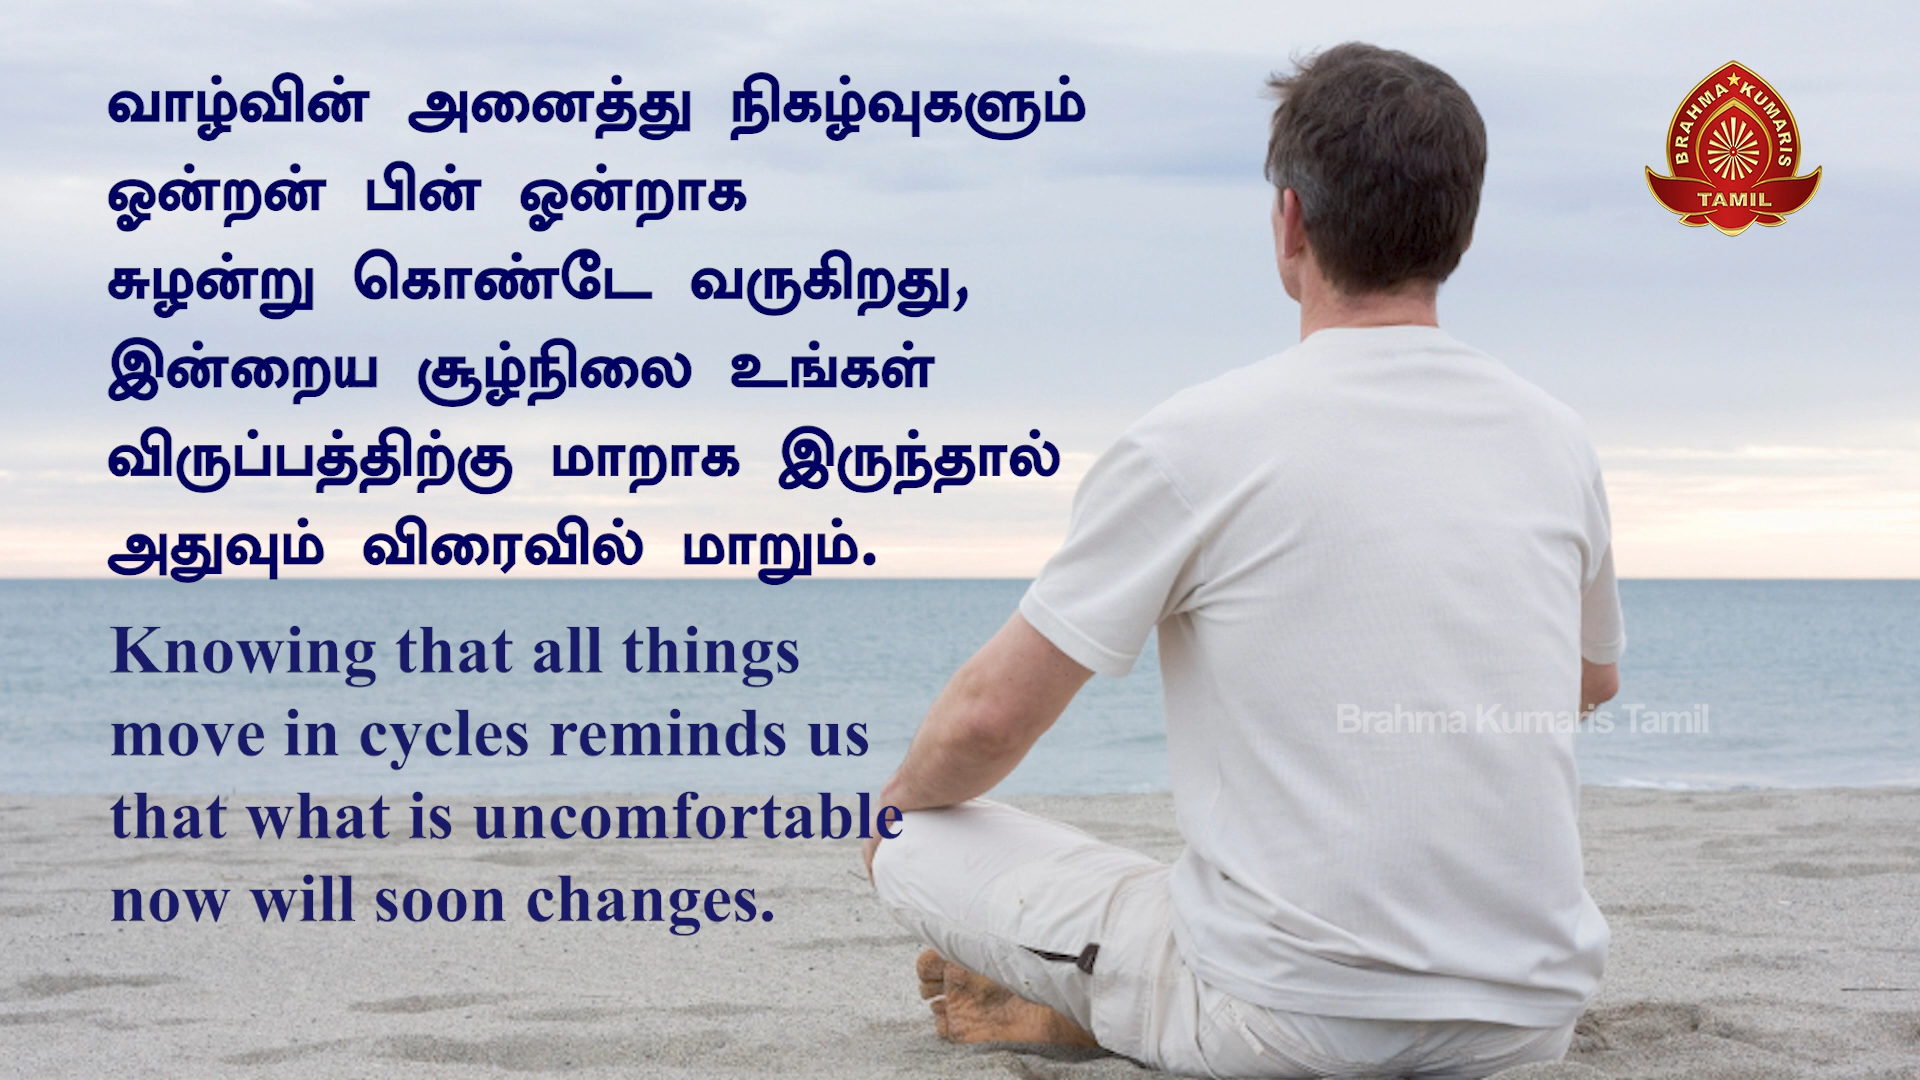 வாழ்வின் அனைத்து நிகழ்வுகளும்
ஒன்றன் பின் ஒன்றாக
சுழன்று கொண்டே வருகிறது,
இன்றைய சூழ்நிலை உங்கள்
விருப்பத்திற்கு மாறாக இருந்தால்
அதுவும் விரைவில் மாறும்.
Knowing that all things
move in cycles reminds us
that what is uncomfortable
now will soon changes.
BRAHMA KUMARIS
TAMIL
Brahma Kumaris Tamil